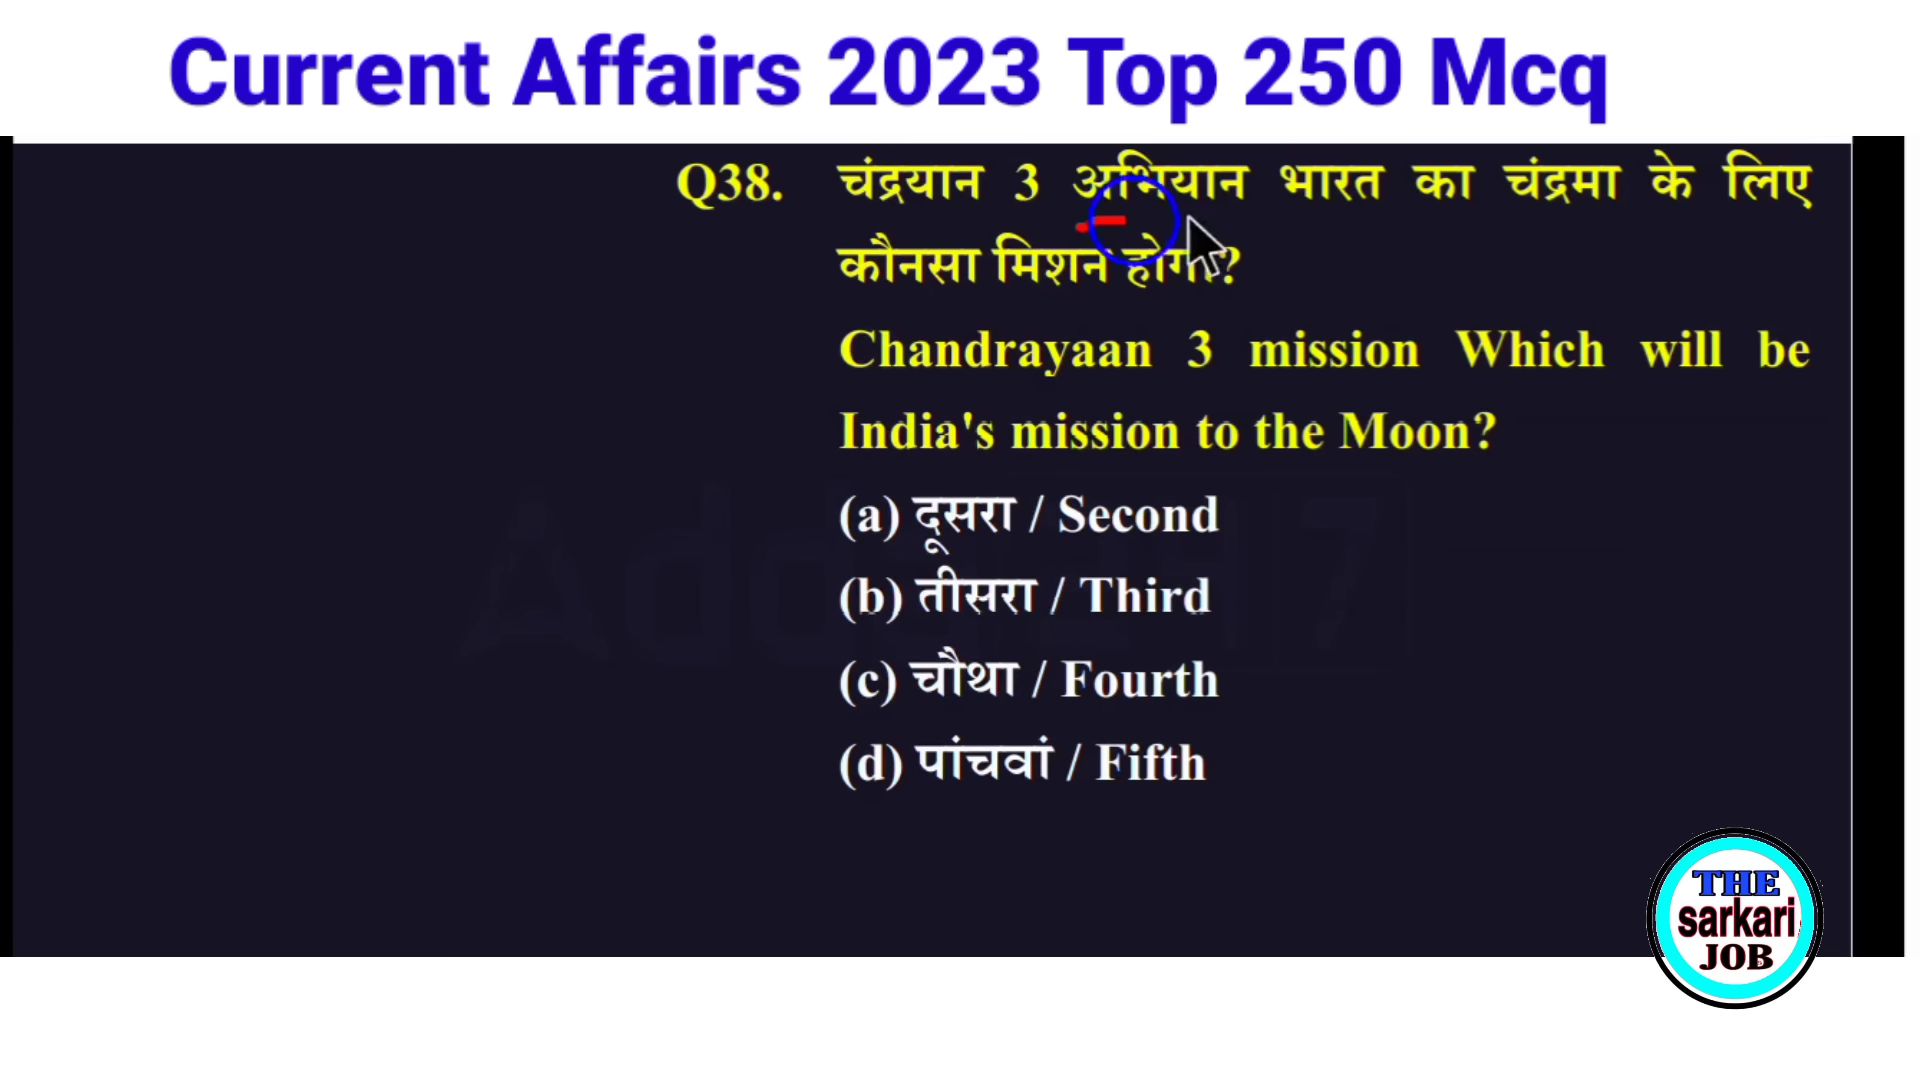 Current Affairs 2023 Top 250 Mcq
Q38. चंद्रयान 3 अभियान भारत का चंद्रमा के लिए
कौनसा मिशन होगा?
Chandrayaan 3 mission Which will be
India's mission to the Moon?
(a) दूसरा / Second
(b) तीसरा / Third
(c) चौथा / Fourth
(d) पांचवां / Fifth
THE
sarkari
JOB